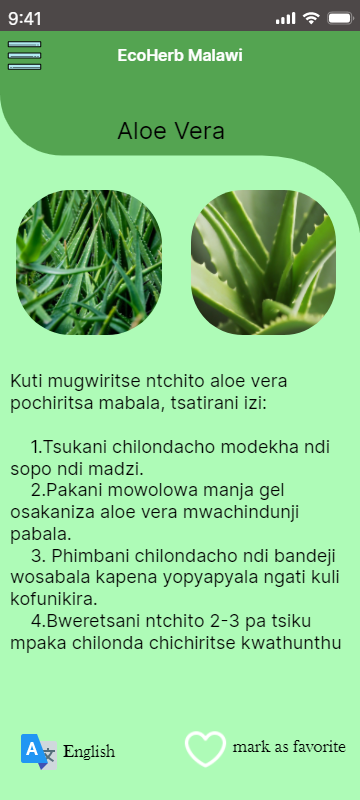 9:41
EcoHerb Malawi
Aloe Vera
Kuti mugwiritse ntchito aloe vera
pochiritsa mabala, tsatirani izi:
1.Tsukani chilondacho modekha ndi
sopo ndi madzi.
2.Pakani mowolowa manja gel
osakaniza aloe vera mwachindunji
pabala.
3. Phimbani chilondacho ndi bandeji
wosabala kapena yopyapyala ngati kuli
kofunikira.
4.Bweretsani ntchito 2-3 pa tsiku
mpaka chilonda chichiritse kwathunthu
A 文 English
mark as favorite